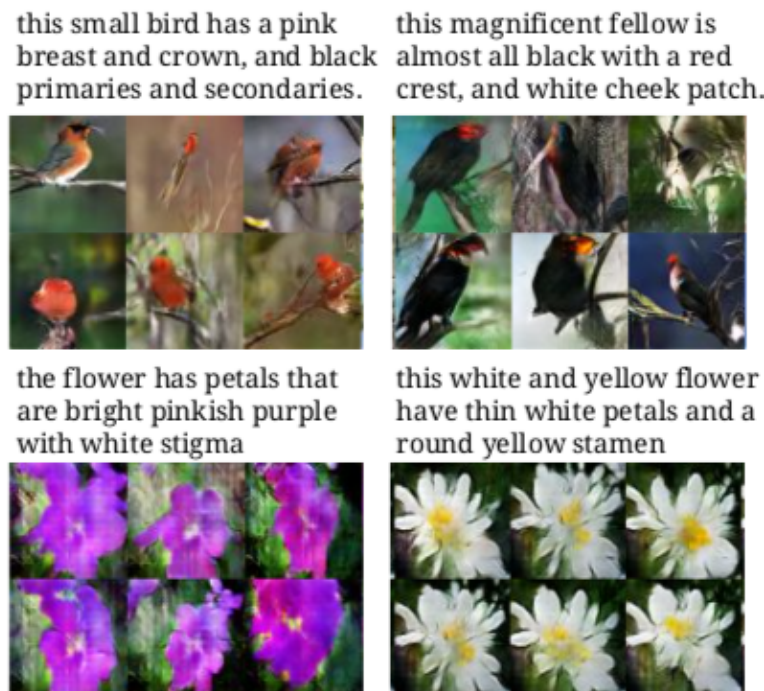 this small bird has a pink
breast and crown, and black
primaries and secondaries.
this magnificent fellow is
almost all black with a red
crest, and white cheek patch.
the flower has petals that
are bright pinkish purple
with white stigma
this white and yellow flower
have thin white petals and a
round yellow stamen